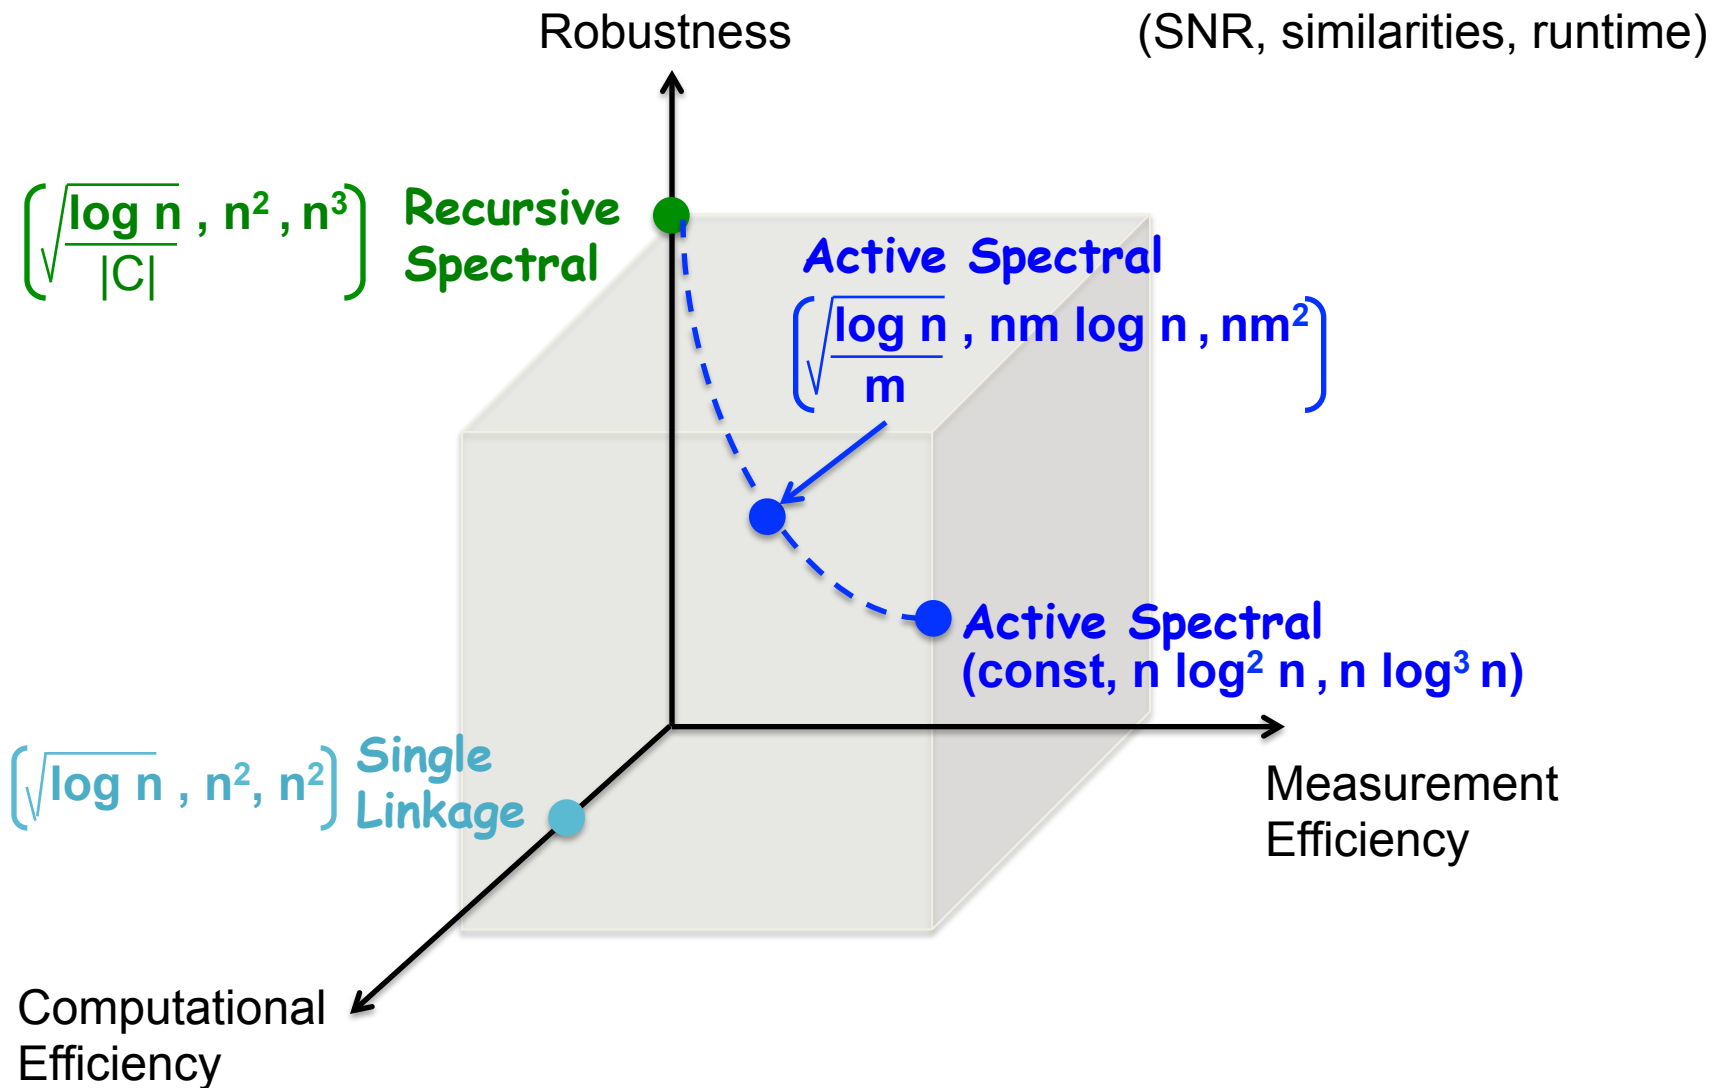 Robustness
(SNR, similarities, runtime)
(√(log n / |C|) , n², n³) Recursive
Spectral
Active Spectral
(√(log n / m) , nm log n , nm²)
Active Spectral
(const, n log² n , n log³ n)
(√log n , n², n²) Single
Linkage
Measurement
Efficiency
Computational
Efficiency